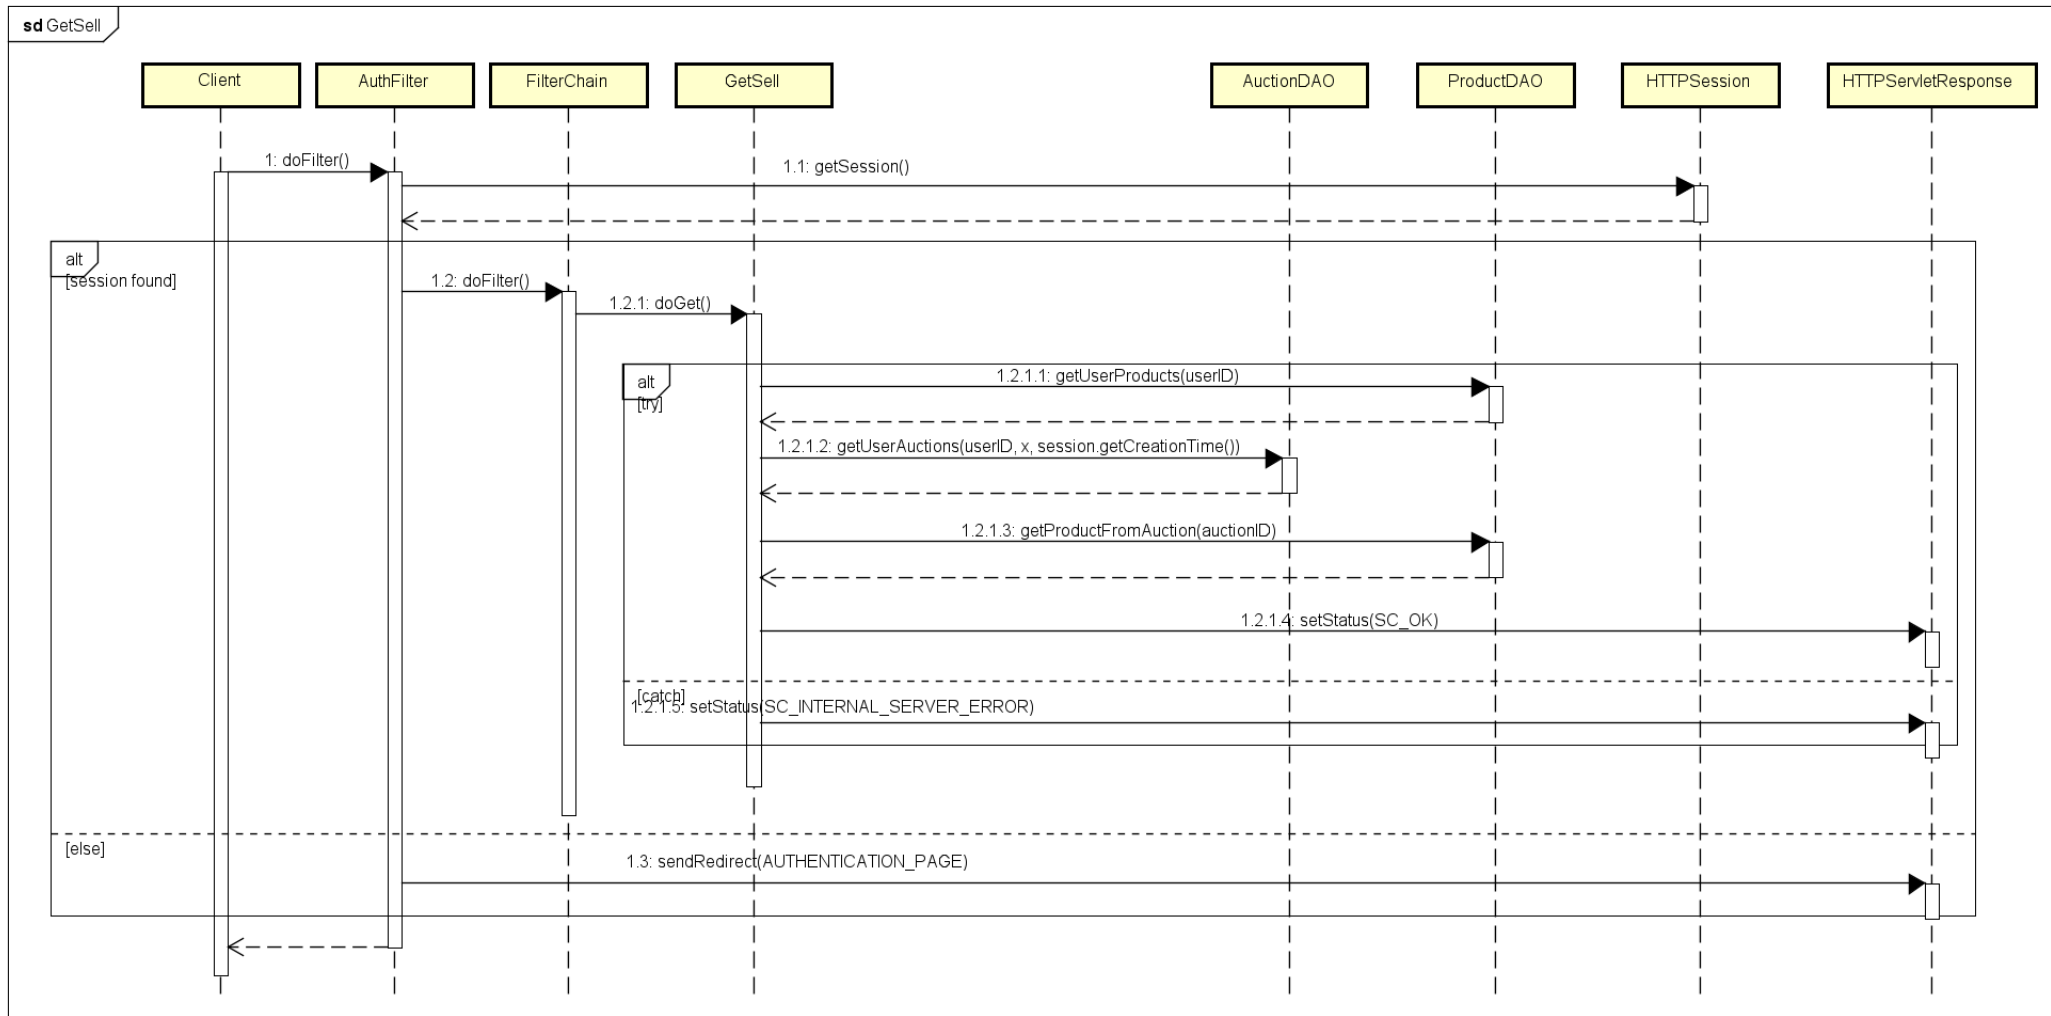 sd GetSell
Client
AuthFilter
FilterChain
GetSell
AuctionDAO
ProductDAO
HTTPSession
HTTPServletResponse
1: doFilter()
1.1: getSession()
alt
[session found]
1.2: doFilter()
1.2.1: doGet()
alt
[try]
1.2.1.1: getUserProducts(userID)
1.2.1.2: getUserAuctions(userID, x, session.getCreationTime())
1.2.1.3: getProductFromAuction(auctionID)
1.2.1.4: setStatus(SC_OK)
[catch]
1.2.1.5: setStatus(SC_INTERNAL_SERVER_ERROR)
[else]
1.3: sendRedirect(AUTHENTICATION_PAGE)